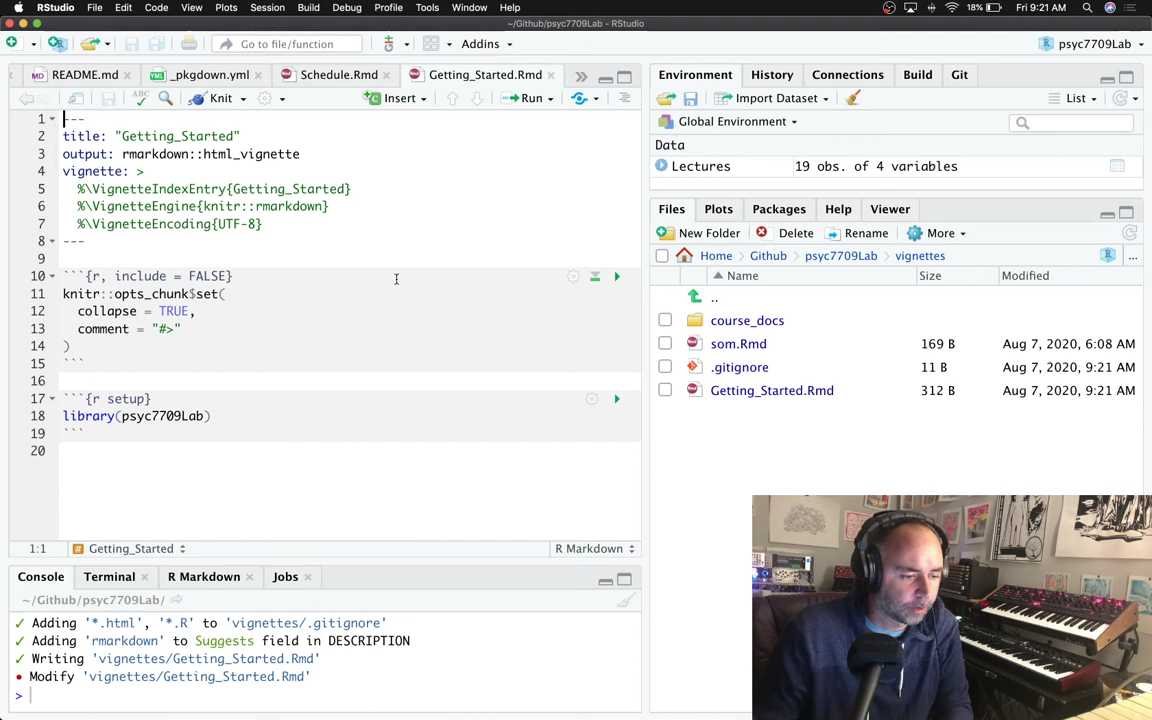 RStudio File Edit Code View Plots Session Build Debug Profile Tools Window Help 18% Fri 9:21 AM
~/Github/psyc7709Lab - RStudio
Go to file/function Addins psyc7709Lab
README.md _pkgdown.yml Schedule.Rmd Getting_Started.Rmd
Knit Insert Run
1 ---
2 title: "Getting_Started"
3 output: rmarkdown::html_vignette
4 vignette: >
5 %\VignetteIndexEntry{Getting_Started}
6 %\VignetteEngine{knitr::rmarkdown}
7 %\VignetteEncoding{UTF-8}
8 ---
9
10 ```{r, include = FALSE}
11 knitr::opts_chunk$set(
12 collapse = TRUE,
13 comment = "#>"
14 )
15 ```
16
17 ```{r setup}
18 library(psyc7709Lab)
19 ```
20
1:1 # Getting_Started R Markdown
Console Terminal R Markdown Jobs
~/Github/psyc7709Lab/
✓ Adding '*.html', '*.R' to 'vignettes/.gitignore'
✓ Adding 'rmarkdown' to Suggests field in DESCRIPTION
✓ Writing 'vignettes/Getting_Started.Rmd'
• Modify 'vignettes/Getting_Started.Rmd'
>
Environment History Connections Build Git
Import Dataset List
Global Environment
Data
Lectures 19 obs. of 4 variables
Files Plots Packages Help Viewer
New Folder Delete Rename More
Home Github psyc7709Lab vignettes ...
Name Size Modified
..
course_docs
som.Rmd 169 B Aug 7, 2020, 6:08 AM
.gitignore 11 B Aug 7, 2020, 9:21 AM
Getting_Started.Rmd 312 B Aug 7, 2020, 9:21 AM